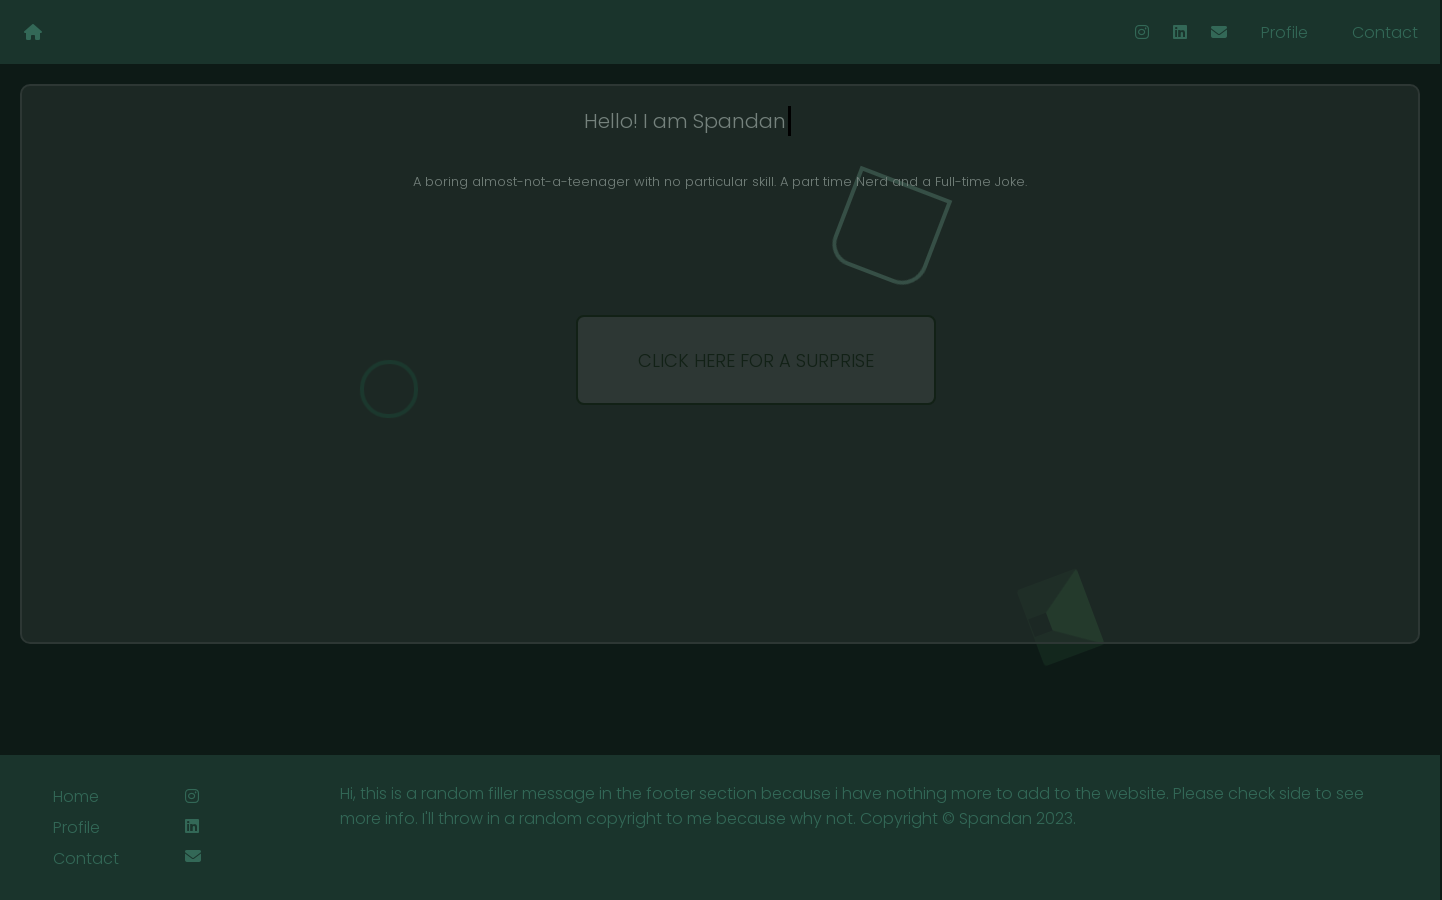 Profile Contact
Hello! I am Spandan
A boring almost-not-a-teenager with no particular skill. A part time Nerd and a Full-time Joke.
CLICK HERE FOR A SURPRISE
Home
Profile
Contact
Hi, this is a random filler message in the footer section because i have nothing more to add to the website. Please check side to see
more info. I'll throw in a random copyright to me because why not. Copyright © Spandan 2023.